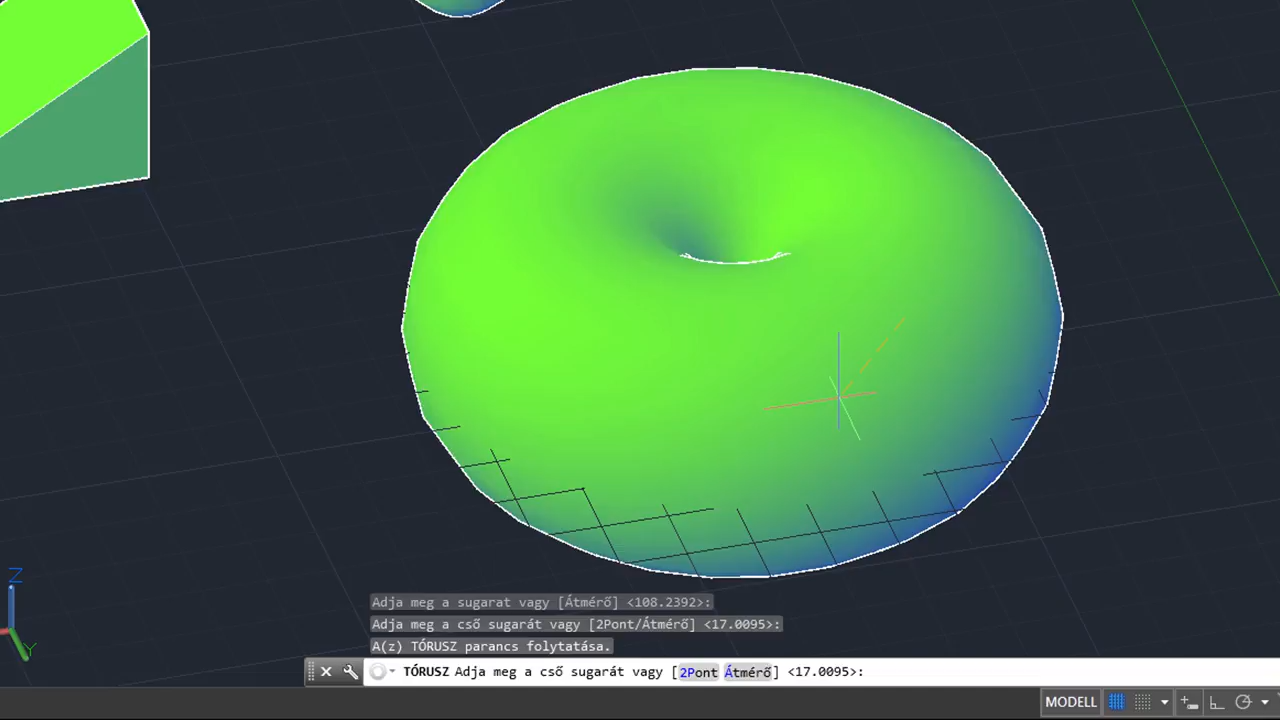 Adja meg a sugarat vagy [Átmérő] <108.2392>:
Adja meg a cső sugarát vagy [2Pont/Átmérő] <17.0095>:
A(z) TÓRUSZ parancs folytatása.
TÓRUSZ Adja meg a cső sugarát vagy [2Pont Átmérő] <17.0095>:
Z
Y
MODELL